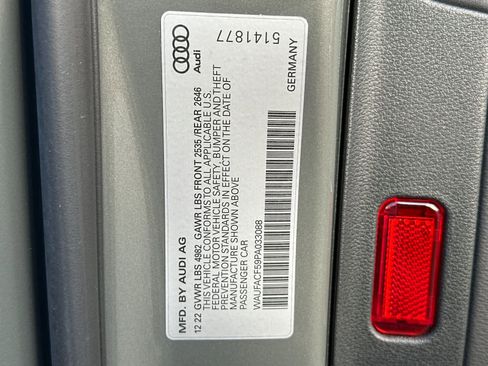 Audi
5141877
GERMANY
MFD. BY AUDI AG
12 22 GVWR LBS 4982 GAWR LBS FRONT 2535 /REAR 2646
THIS VEHICLE CONFORMS TO ALL APPLICABLE U.S.
FEDERAL MOTOR VEHICLE SAFETY, BUMPER AND THEFT
PREVENTION STANDARDS IN EFFECT ON THE DATE OF
MANUFACTURE SHOWN ABOVE
PASSENGER CAR
WAUFACF59PA033088